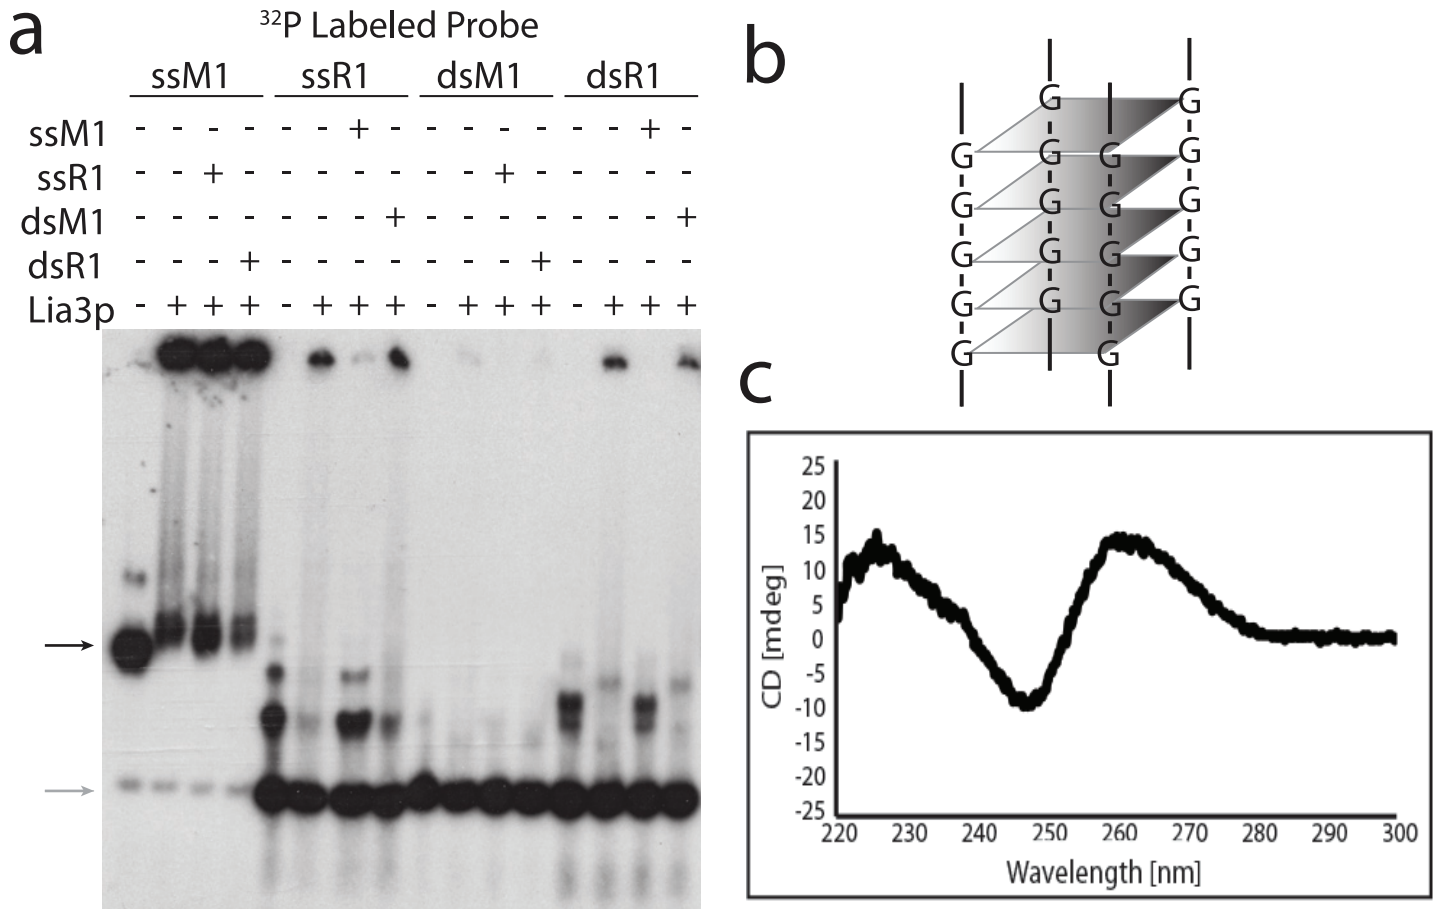 a
³²P Labeled Probe
ssM1 ssR1 dsM1 dsR1
ssM1 - - - - - - + - - - - - - - + -
ssR1 - - + - - - - - - - + - - - - -
dsM1 - - - - - - - + - - - - - - - +
dsR1 - - - + - - - - - - - + - - - -
Lia3p - + + + - + + + - + + + - + + +
b
G G
G G G G
G G G G
G G G G
G G G G
G G
c
25
20
15
10
5
0
-5
-10
-15
-20
-25
CD [mdeg]
220 230 240 250 260 270 280 290 300
Wavelength [nm]